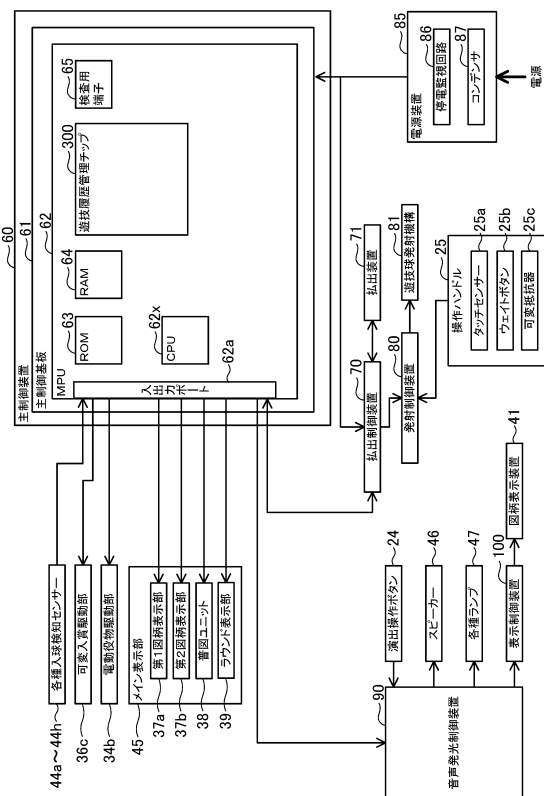 60
主制御装置
61
主制御基板
62
MPU
63
ROM
64
RAM
300
遊技履歴管理チップ
65
検査用
端子
62x
CPU
62a
入出力ポート
85
電源装置
86
停電監視回路
87
コンデンサ
電源
44a～44h
各種入球検知センサー
36c
可変入賞駆動部
34b
電動役物駆動部
45
メイン表示部
37a
第1図柄表示部
37b
第2図柄表示部
38
普図ユニット
39
ラウンド表示部
70
払出制御装置
71
払出装置
80
発射制御装置
81
遊技球発射機構
25
操作ハンドル
25a
タッチセンサー
25b
ウェイトボタン
25c
可変抵抗器
90
音声発光制御装置
24
演出操作ボタン
46
スピーカー
47
各種ランプ
100
表示制御装置
41
図柄表示装置